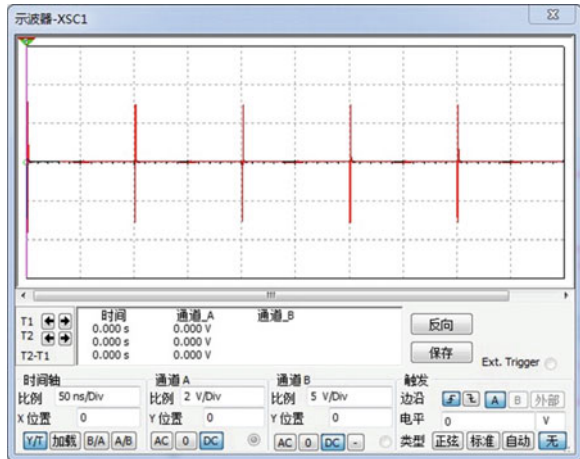 示波器-XSC1
时间 通道_A 通道_B
T1 0.000 s 0.000 V
T2 0.000 s 0.000 V
T2-T1 0.000 s 0.000 V
反向
保存
Ext. Trigger
时间轴
比例 50 ns/Div
X 位置 0
Y/T 加载 B/A A/B
通道 A
比例 2 V/Div
Y 位置 0
AC 0 DC
通道 B
比例 5 V/Div
Y 位置 0
AC 0 DC -
触发
边沿 A B 外部
电平 0 V
类型 正弦 标准 自动 无